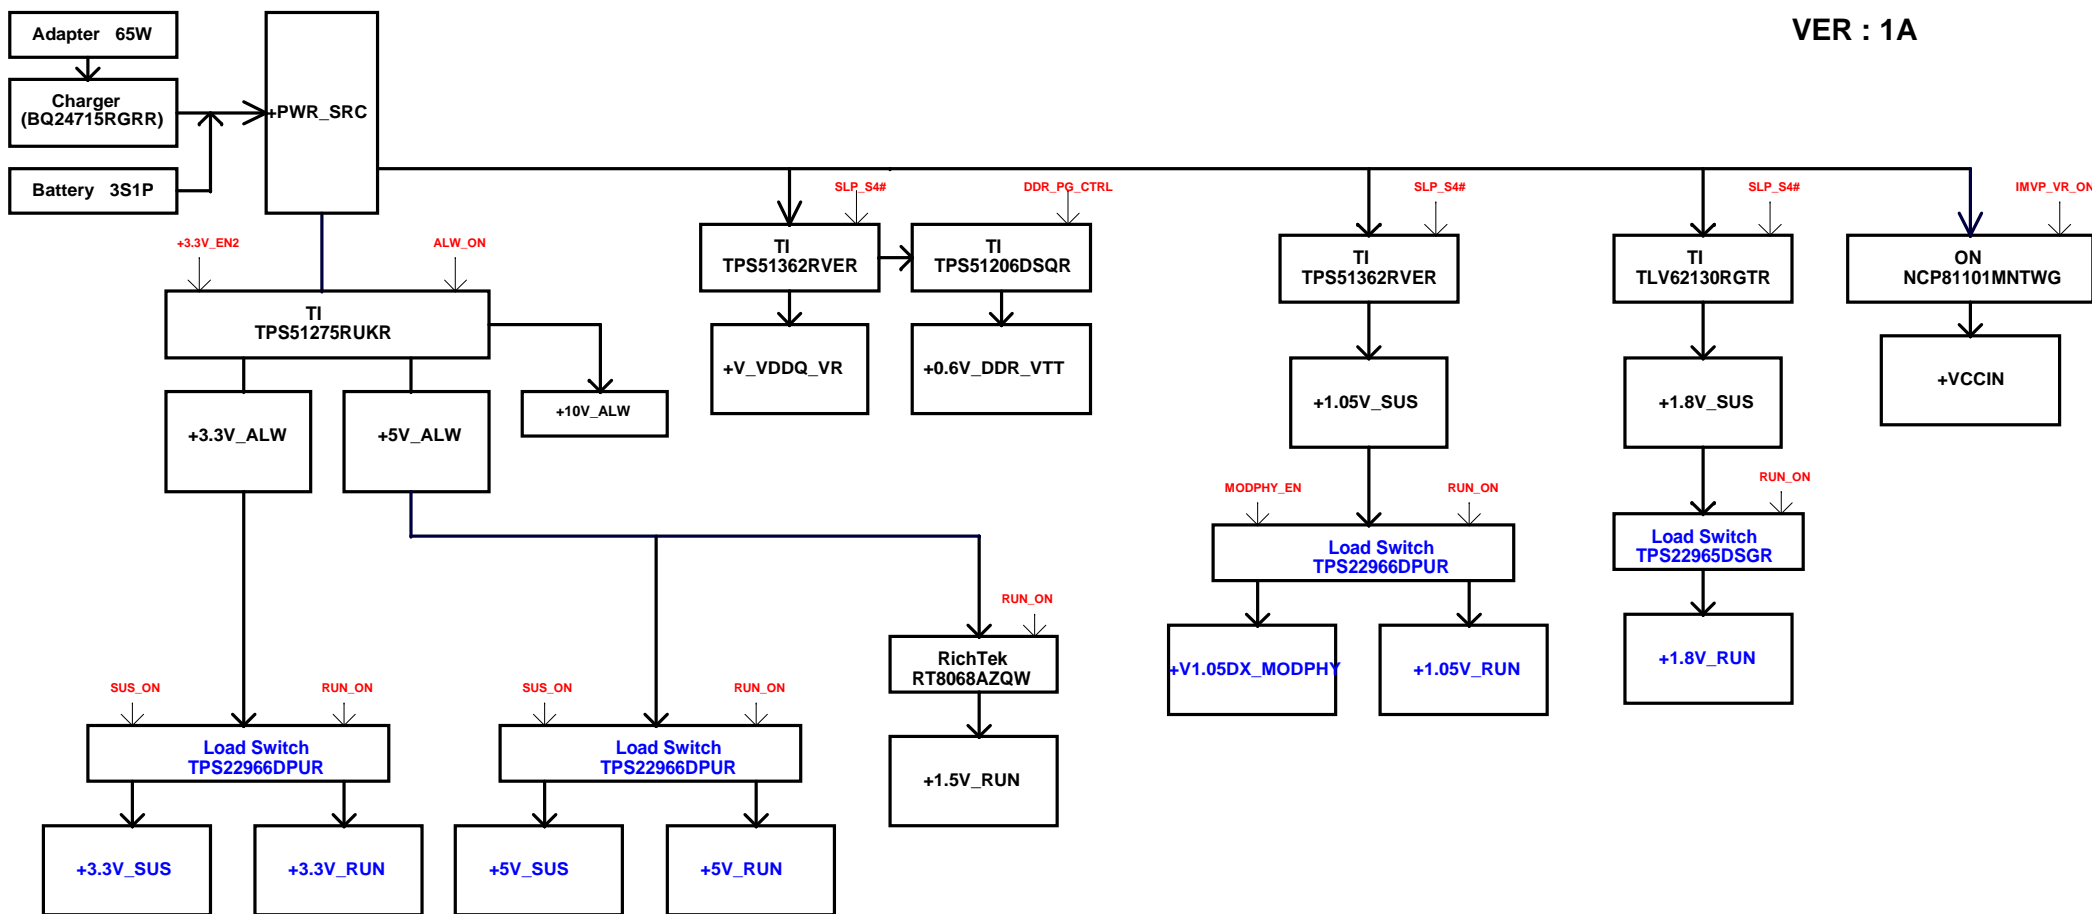 VER : 1A
Adapter 65W
Charger
(BQ24715RGRR)
Battery 3S1P
+PWR_SRC
SLP_S4#
DDR_PG_CTRL
SLP_S4#
SLP_S4#
IMVP_VR_ON
+3.3V_EN2
ALW_ON
TI
TPS51362RVER
TI
TPS51206DSQR
TI
TPS51362RVER
TI
TLV62130RGTR
ON
NCP81101MNTWG
TI
TPS51275RUKR
+V_VDDQ_VR
+0.6V_DDR_VTT
+1.05V_SUS
+1.8V_SUS
+VCCIN
+3.3V_ALW
+5V_ALW
+10V_ALW
MODPHY_EN
RUN_ON
RUN_ON
Load Switch
TPS22966DPUR
Load Switch
TPS22965DSGR
RUN_ON
RichTek
RT8068AZQW
+V1.05DX_MODPHY
+1.05V_RUN
+1.8V_RUN
SUS_ON
RUN_ON
SUS_ON
RUN_ON
Load Switch
TPS22966DPUR
Load Switch
TPS22966DPUR
+1.5V_RUN
+3.3V_SUS
+3.3V_RUN
+5V_SUS
+5V_RUN